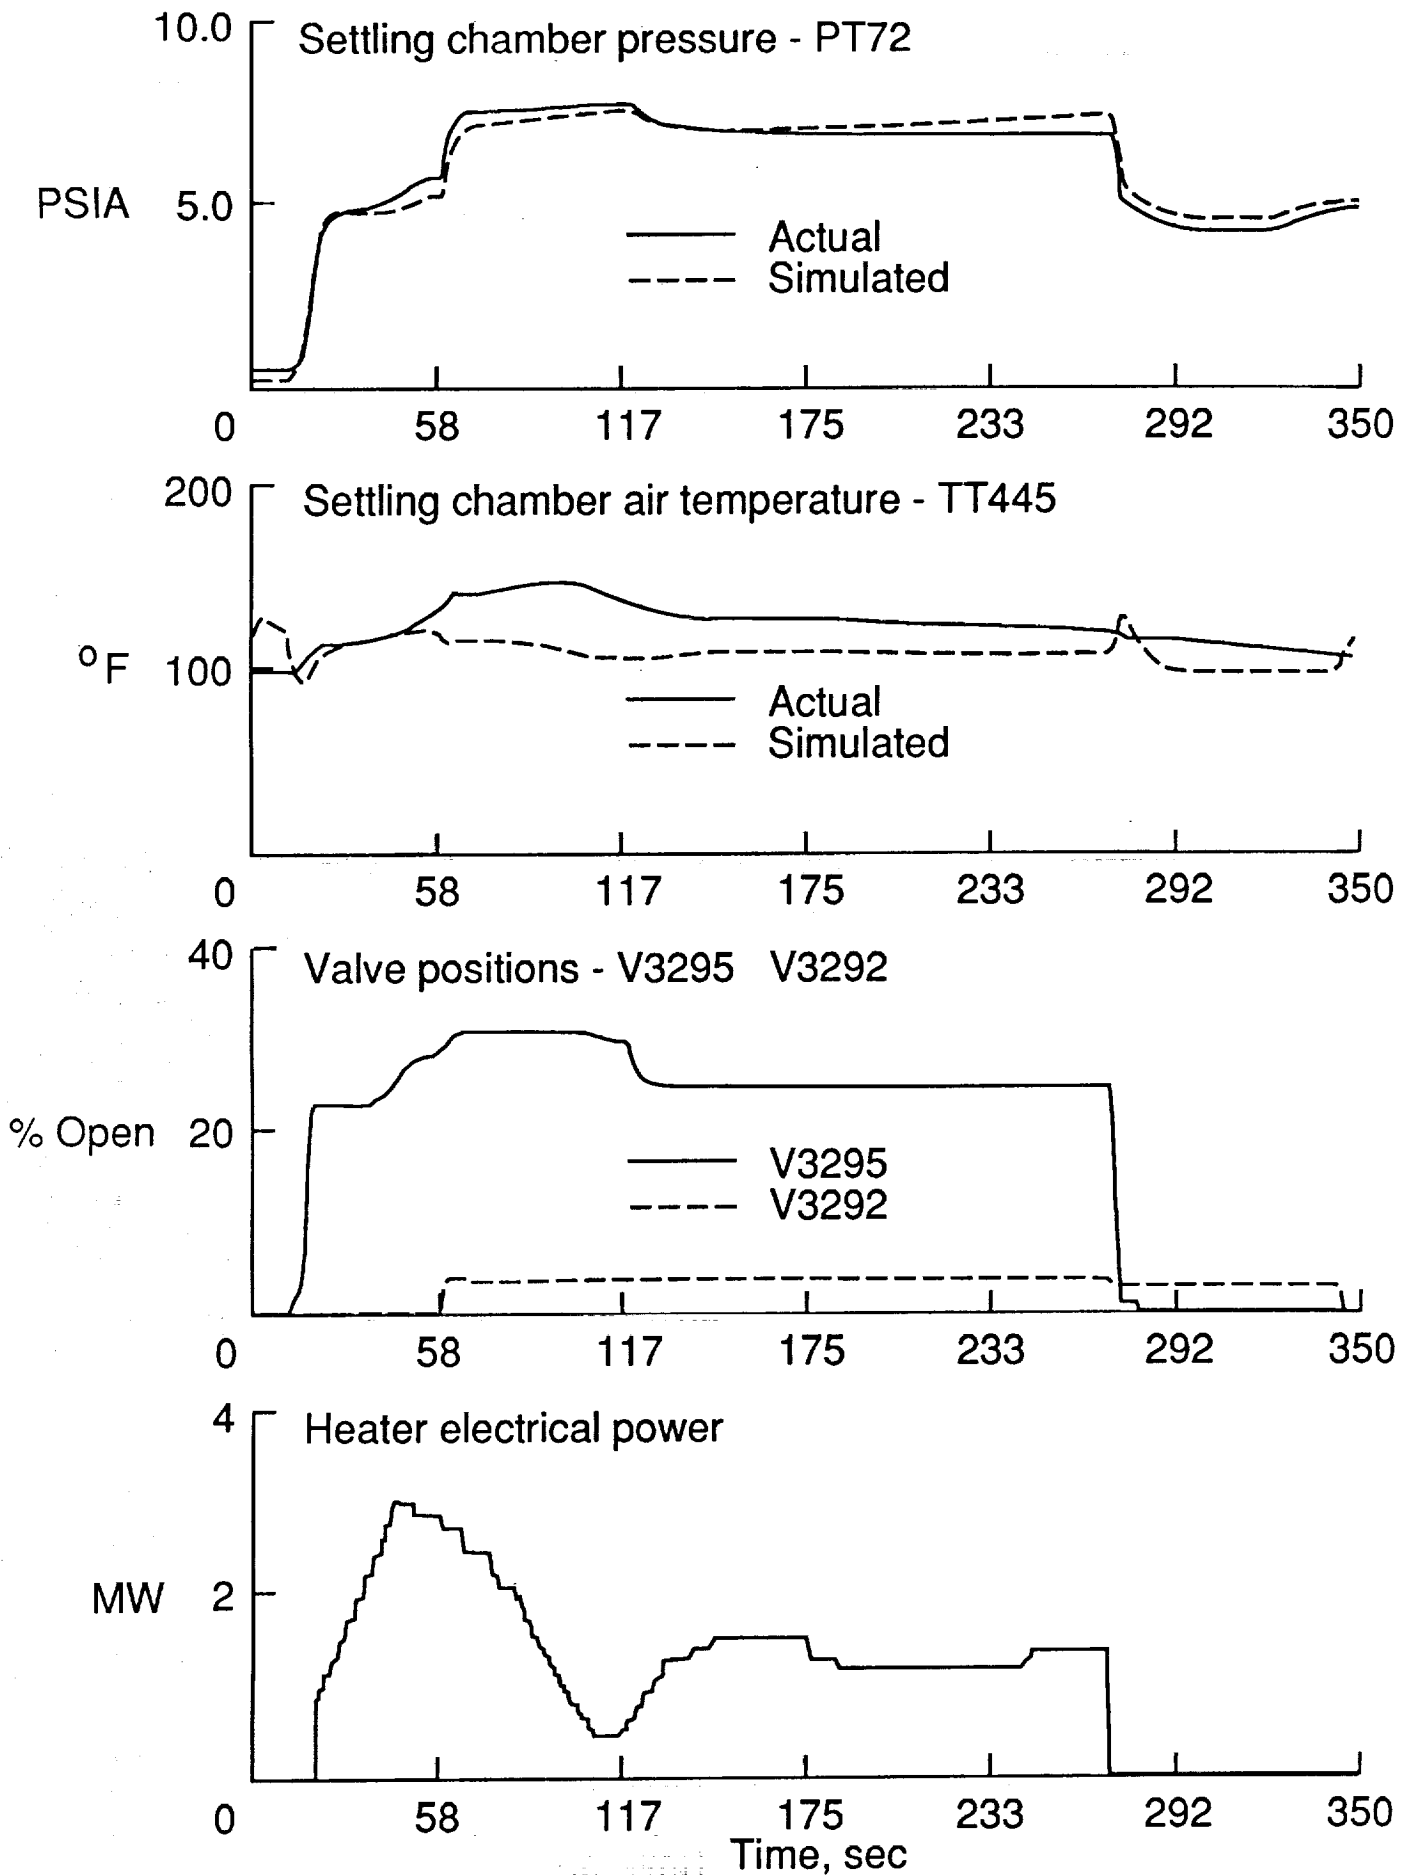 10.0
Settling chamber pressure - PT72
PSIA
5.0
Actual
Simulated
0 58 117 175 233 292 350
200
Settling chamber air temperature - TT445
°F
100
Actual
Simulated
0 58 117 175 233 292 350
40
Valve positions - V3295 V3292
% Open
20
V3295
V3292
0 58 117 175 233 292 350
4
Heater electrical power
MW
2
0 58 117 175 233 292 350
Time, sec